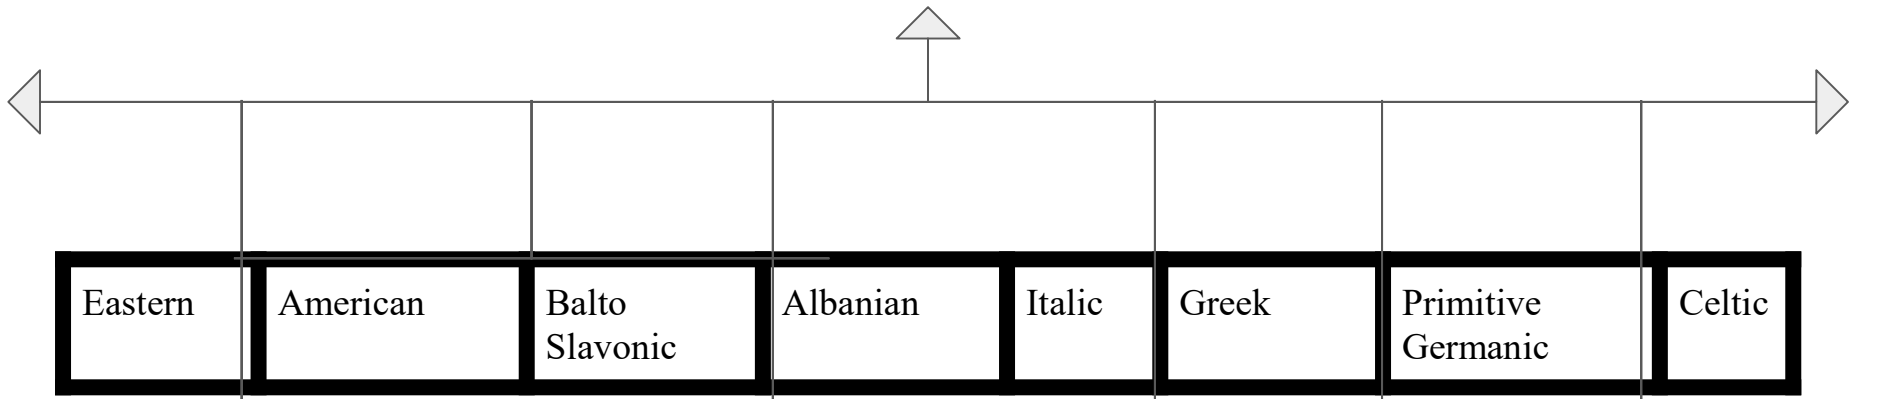 Eastern
American
Balto
Slavonic
Albanian
Italic
Greek
Primitive
Germanic
Celtic